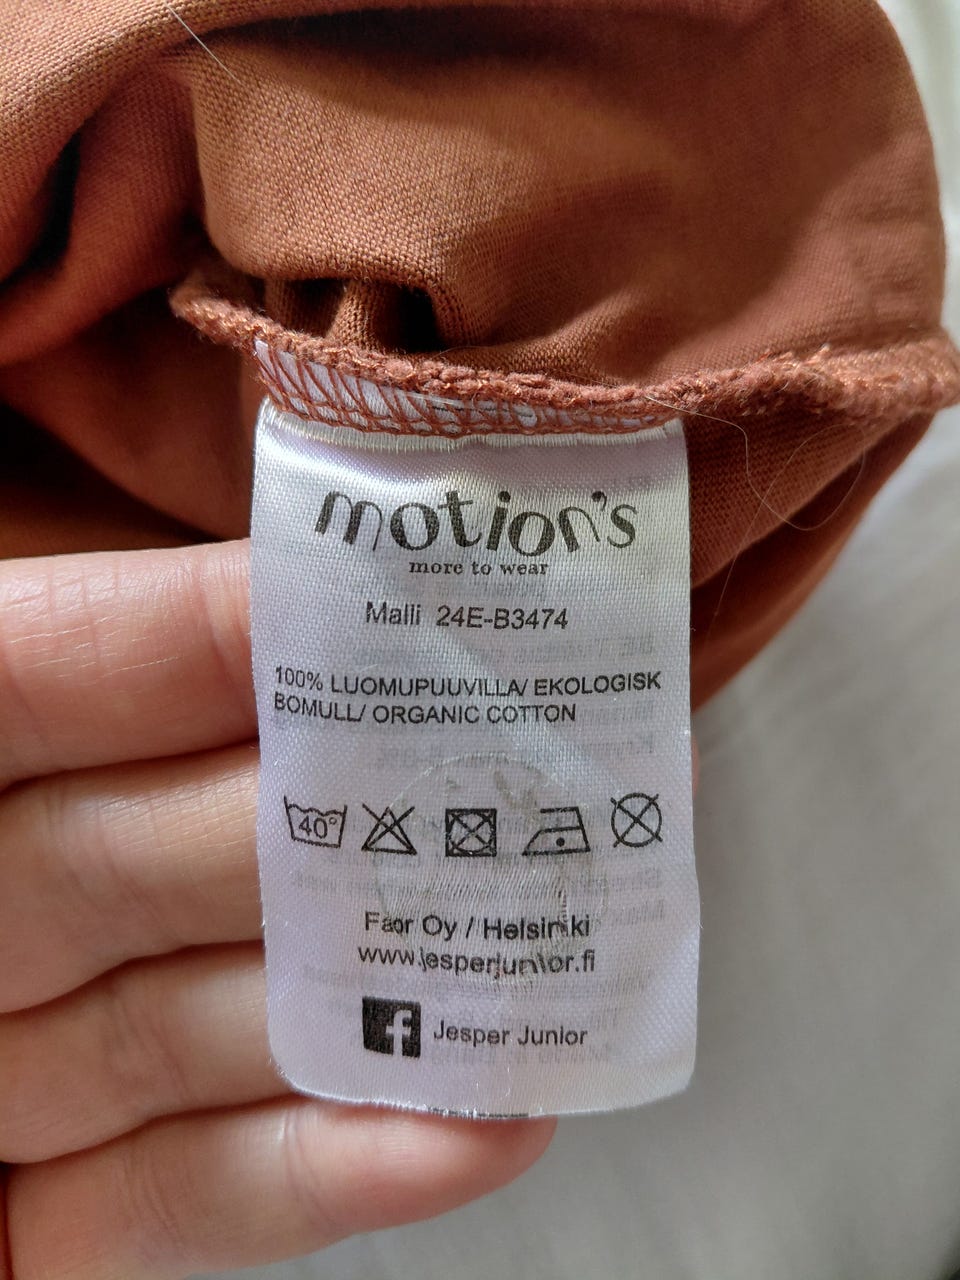 motion's
more to wear
Malli 24E-B3474
100% LUOMUPUUVILLA/ EKOLOGISK
BOMULL/ ORGANIC COTTON
40°
Faor Oy / Helsinki
www.jesperjunior.fi
f Jesper Junior